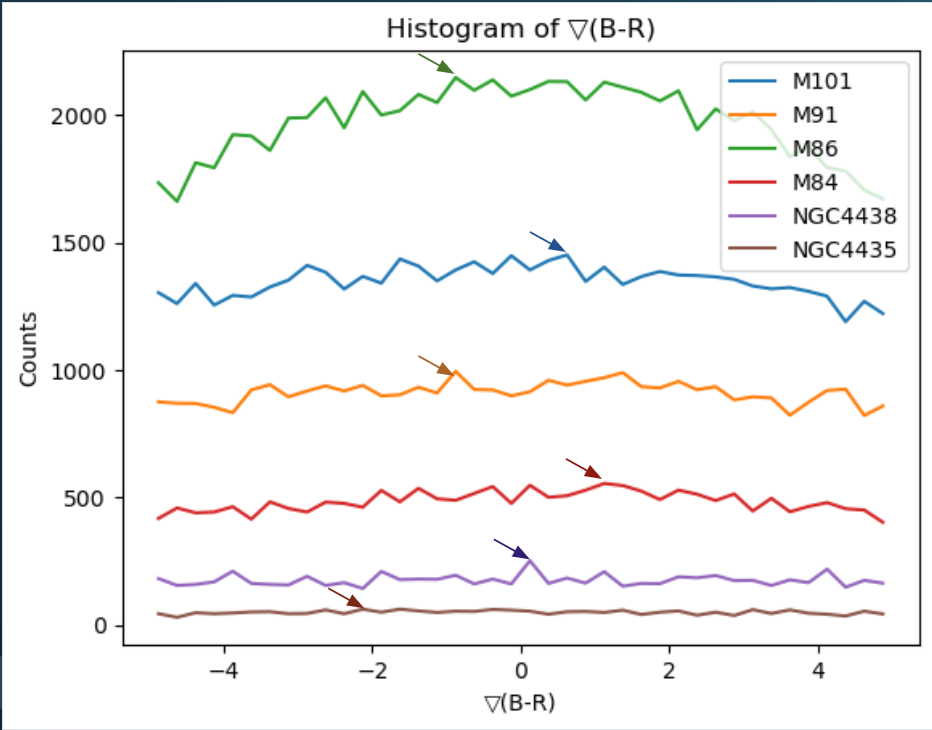 Histogram of ▽(B-R)
M101
M91
M86
M84
NGC4438
NGC4435
2000
1500
1000
500
0
Counts
−4 −2 0 2 4
▽(B-R)